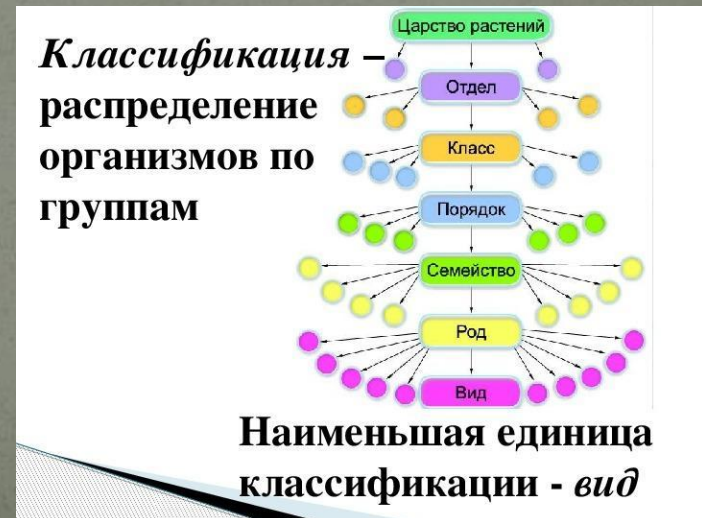 Классификация –
распределение
организмов по
группам
Царство растений
Отдел
Класс
Порядок
Семейство
Род
Вид
Наименьшая единица
классификации - вид